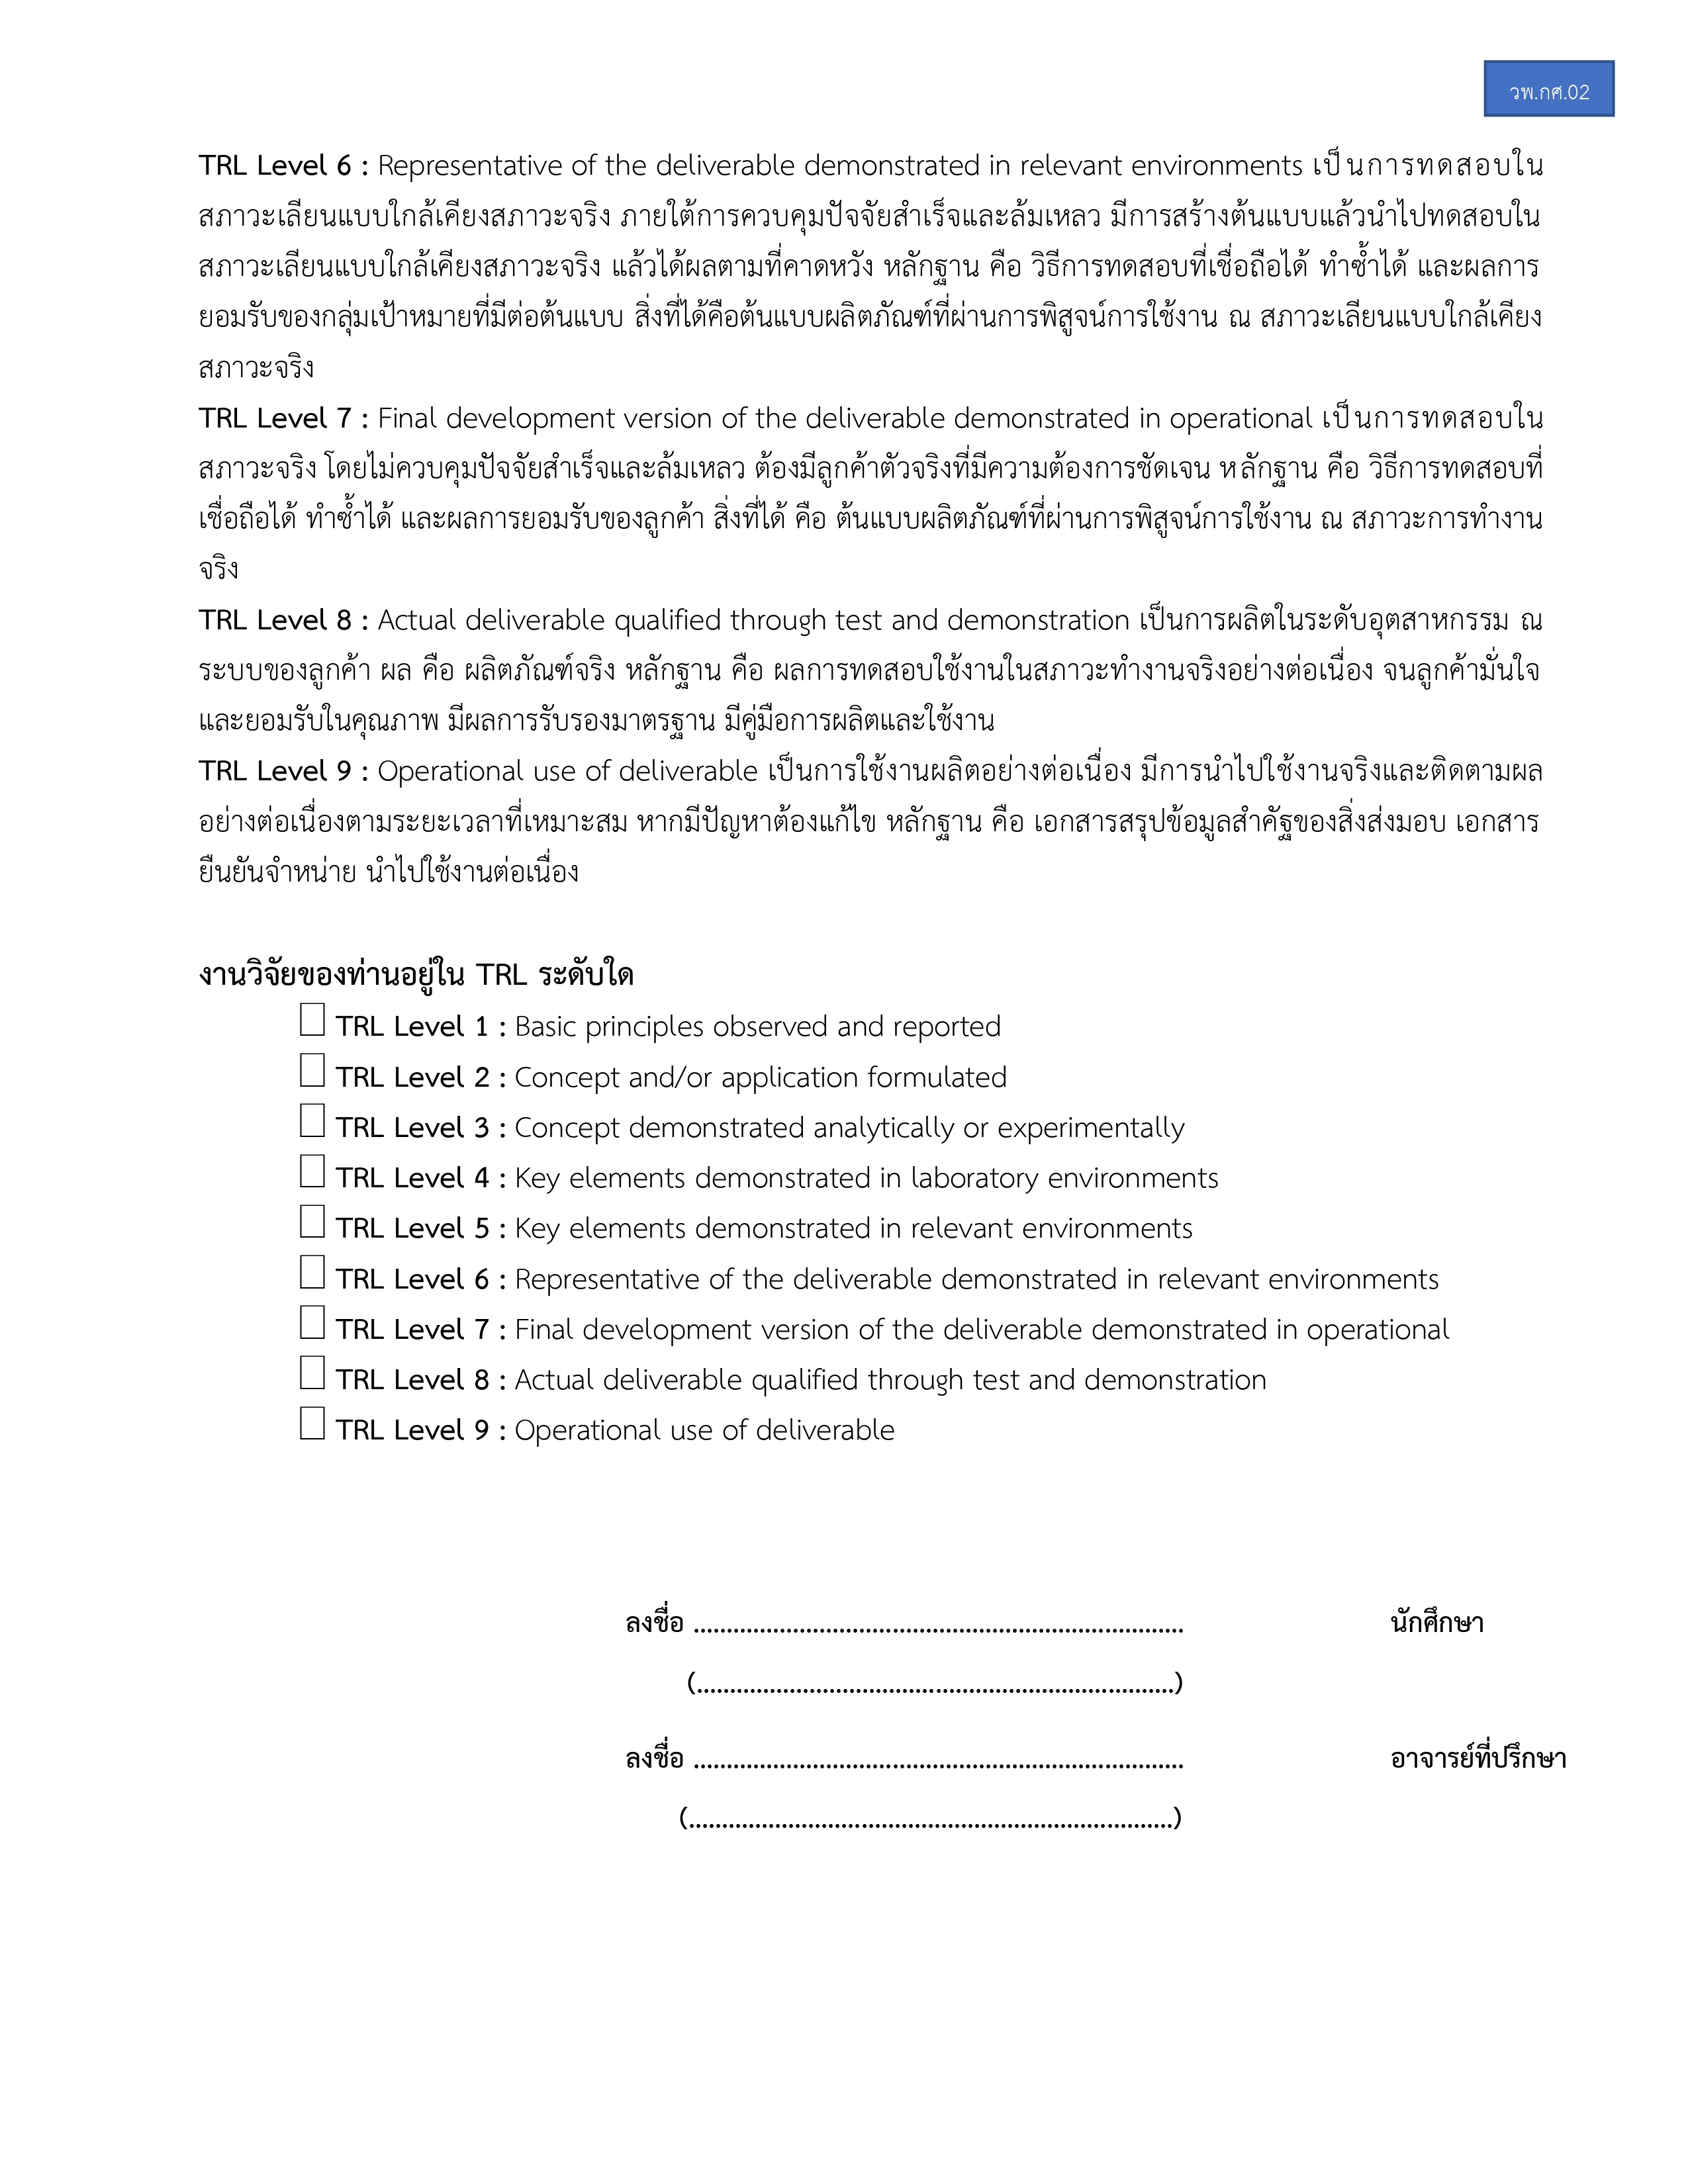 วพ.กศ.02
TRL Level 6 : Representative of the deliverable demonstrated in relevant environments เป็นการทดสอบใน
สภาวะเลียนแบบใกล้เคียงสภาวะจริง ภายใต้การควบคุมปัจจัยสำเร็จและล้มเหลว มีการสร้างต้นแบบแล้วนำไปทดสอบใน
สภาวะเลียนแบบใกล้เคียงสภาวะจริง แล้วได้ผลตามที่คาดหวัง หลักฐาน คือ วิธีการทดสอบที่เชื่อถือได้ ทำซ้ำได้ และผลการ
ยอมรับของกลุ่มเป้าหมายที่มีต่อต้นแบบ สิ่งที่ได้คือต้นแบบผลิตภัณฑ์ที่ผ่านการพิสูจน์การใช้งาน ณ สภาวะเลียนแบบใกล้เคียง
สภาวะจริง
TRL Level 7 : Final development version of the deliverable demonstrated in operational เป็นการทดสอบใน
สภาวะจริง โดยไม่ควบคุมปัจจัยสำเร็จและล้มเหลว ต้องมีลูกค้าตัวจริงที่มีความต้องการชัดเจน หลักฐาน คือ วิธีการทดสอบที่
เชื่อถือได้ ทำซ้ำได้ และผลการยอมรับของลูกค้า สิ่งที่ได้ คือ ต้นแบบผลิตภัณฑ์ที่ผ่านการพิสูจน์การใช้งาน ณ สภาวะการทำงาน
จริง
TRL Level 8 : Actual deliverable qualified through test and demonstration เป็นการผลิตในระดับอุตสาหกรรม ณ
ระบบของลูกค้า ผล คือ ผลิตภัณฑ์จริง หลักฐาน คือ ผลการทดสอบใช้งานในสภาวะทำงานจริงอย่างต่อเนื่อง จนลูกค้ามั่นใจ
และยอมรับในคุณภาพ มีผลการรับรองมาตรฐาน มีคู่มือการผลิตและใช้งาน
TRL Level 9 : Operational use of deliverable เป็นการใช้งานผลิตอย่างต่อเนื่อง มีการนำไปใช้งานจริงและติดตามผล
อย่างต่อเนื่องตามระยะเวลาที่เหมาะสม หากมีปัญหาต้องแก้ไข หลักฐาน คือ เอกสารสรุปข้อมูลสำคัฐของสิ่งส่งมอบ เอกสาร
ยืนยันจำหน่าย นำไปใช้งานต่อเนื่อง
งานวิจัยของท่านอยู่ใน TRL ระดับใด
☐ TRL Level 1 : Basic principles observed and reported
☐ TRL Level 2 : Concept and/or application formulated
☐ TRL Level 3 : Concept demonstrated analytically or experimentally
☐ TRL Level 4 : Key elements demonstrated in laboratory environments
☐ TRL Level 5 : Key elements demonstrated in relevant environments
☐ TRL Level 6 : Representative of the deliverable demonstrated in relevant environments
☐ TRL Level 7 : Final development version of the deliverable demonstrated in operational
☐ TRL Level 8 : Actual deliverable qualified through test and demonstration
☐ TRL Level 9 : Operational use of deliverable
ลงชื่อ .......................................................................... นักศึกษา
(........................................................................)
ลงชื่อ .......................................................................... อาจารย์ที่ปรึกษา
(.........................................................................)